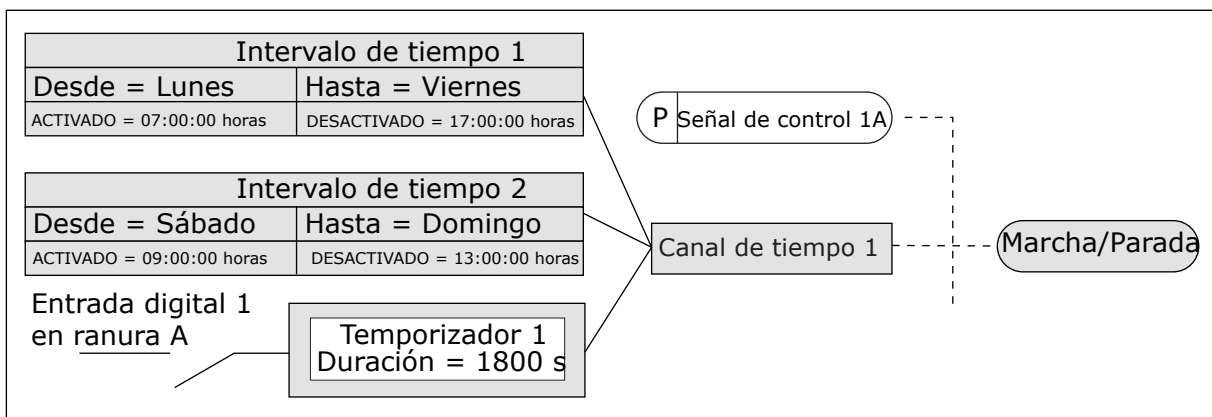 Intervalo de tiempo 1
Desde = Lunes
Hasta = Viernes
ACTIVADO = 07:00:00 horas
DESACTIVADO = 17:00:00 horas
P
Señal de control 1A
Intervalo de tiempo 2
Desde = Sábado
Hasta = Domingo
ACTIVADO = 09:00:00 horas
DESACTIVADO = 13:00:00 horas
Canal de tiempo 1
Marcha/Parada
Entrada digital 1
en ranura A
Temporizador 1
Duración = 1800 s